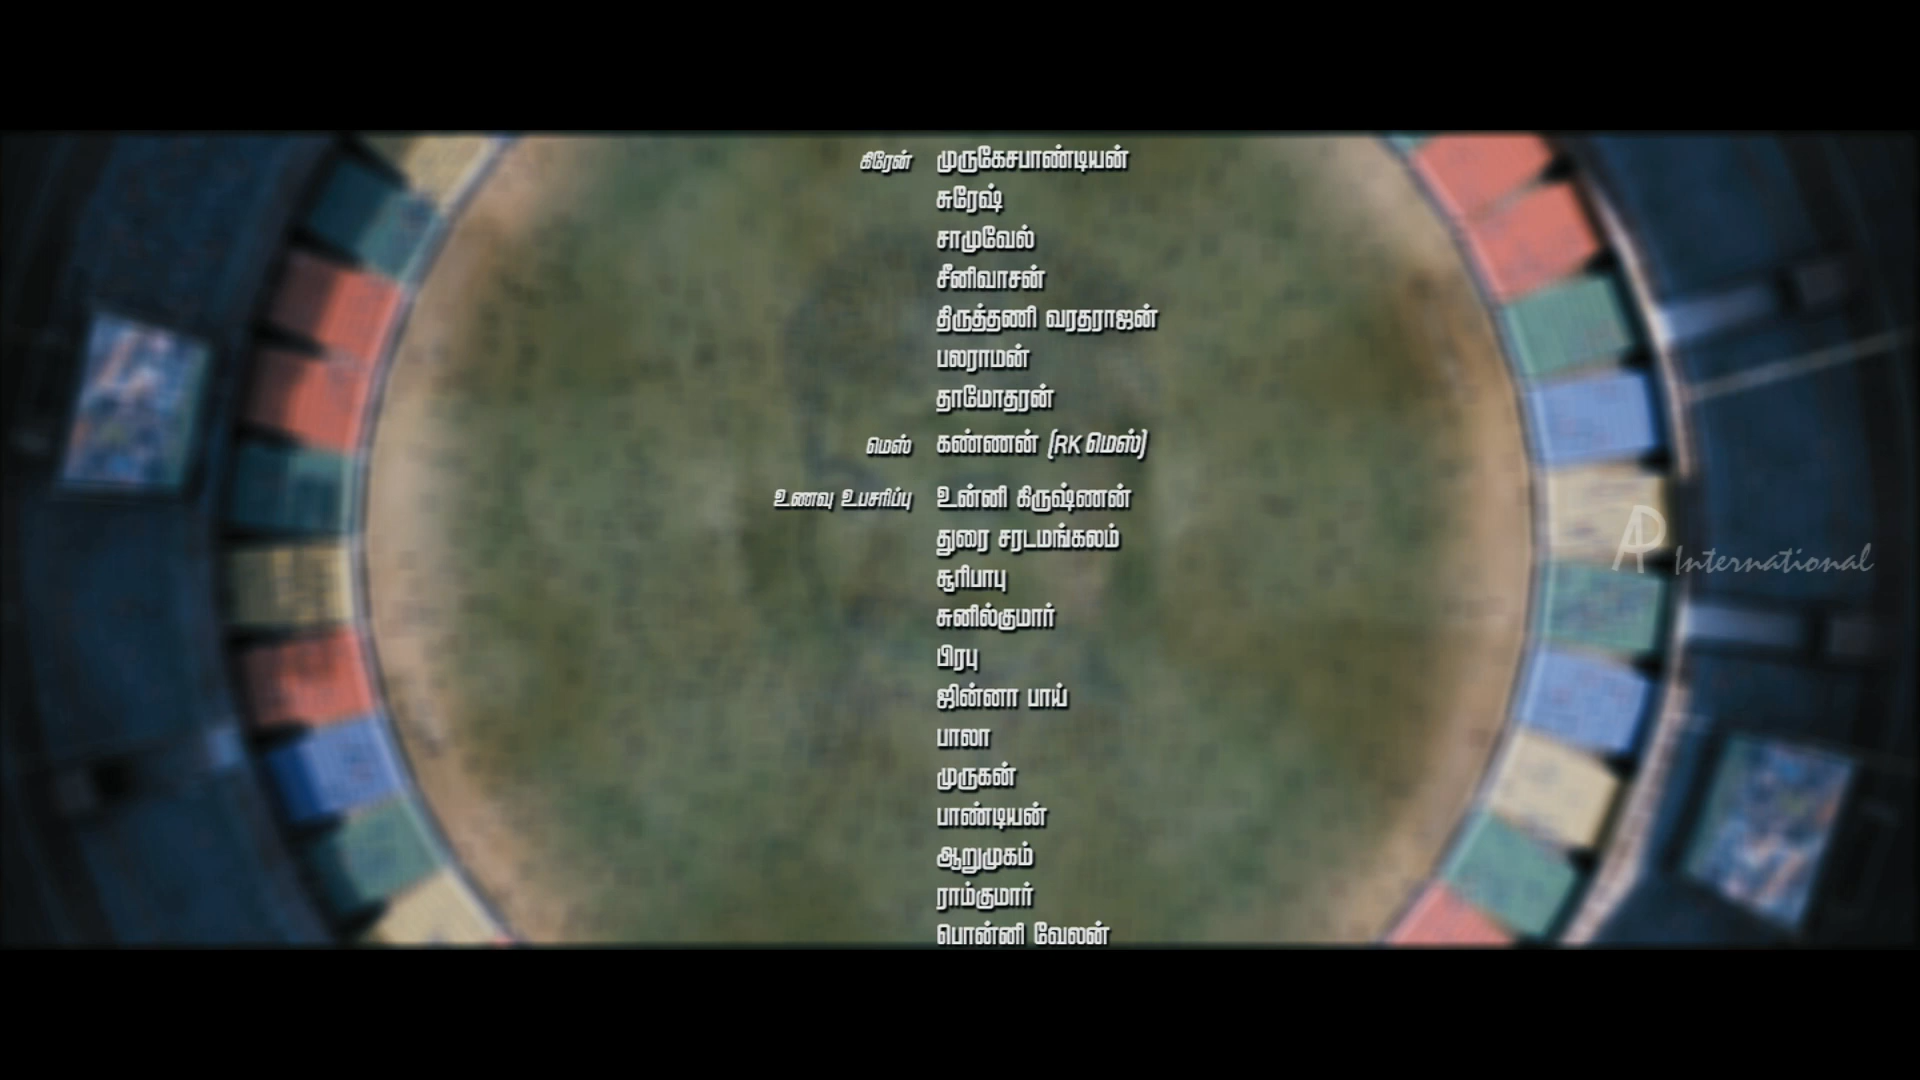 கிரேன் முருகேசபாண்டியன்
சுரேஷ்
சாமுவேல்
சீனிவாசன்
திருத்தணி வரதராஜன்
பலராமன்
தாமோதரன்
மெஸ் கண்ணன் (RK மெஸ்)
உணவு உபசரிப்பு உன்னி கிருஷ்ணன்
துரை சரடமங்கலம்
சூரிபாபு
சுனில்குமார்
பிரபு
ஜின்னா பாய்
பாலா
முருகன்
பாண்டியன்
ஆறுமுகம்
ராம்குமார்
பொன்னி வேலன்
AP International